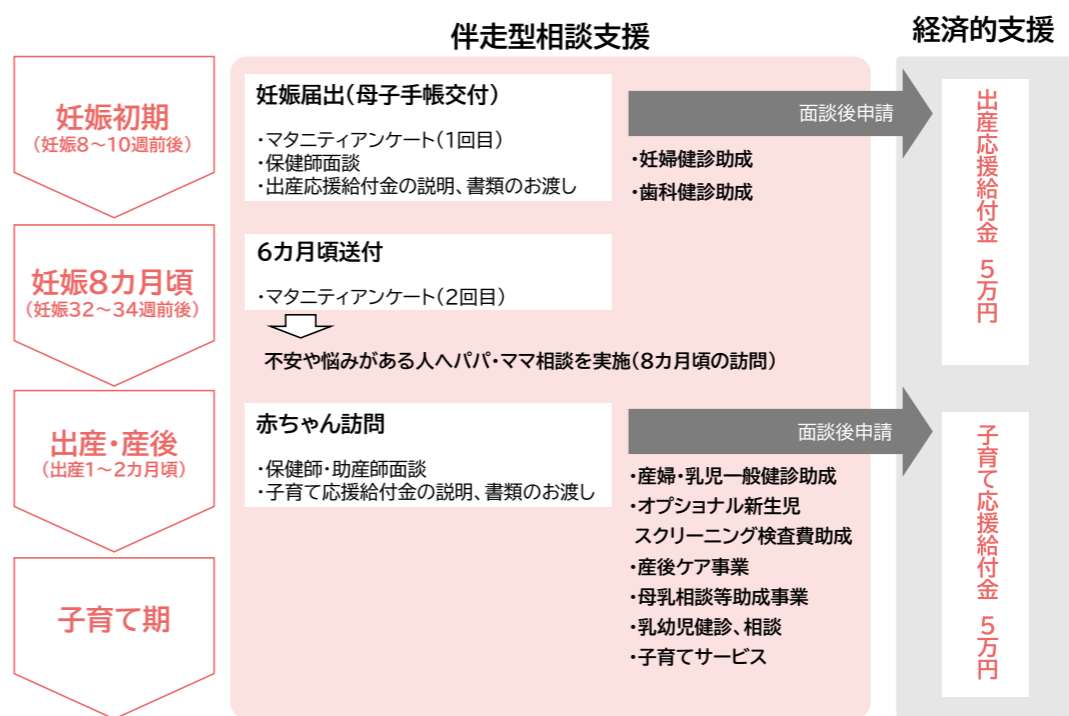 伴走型相談支援
経済的支援
妊娠初期
(妊娠8～10週前後)
妊娠届出(母子手帳交付)
・マタニティアンケート(1回目)
・保健師面談
・出産応援給付金の説明、書類のお渡し
面談後申請
・妊婦健診助成
・歯科健診助成
出産応援給付金 5万円
妊娠8カ月頃
(妊娠32～34週前後)
6カ月頃送付
・マタニティアンケート(2回目)
不安や悩みがある人へパパ・ママ相談を実施(8カ月頃の訪問)
出産・産後
(出産1～2カ月頃)
赤ちゃん訪問
・保健師・助産師面談
・子育て応援給付金の説明、書類のお渡し
面談後申請
・産婦・乳児一般健診助成
・オプショナル新生児
スクリーニング検査費助成
・産後ケア事業
・母乳相談等助成事業
・乳幼児健診、相談
・子育てサービス
子育て応援給付金 5万円
子育て期